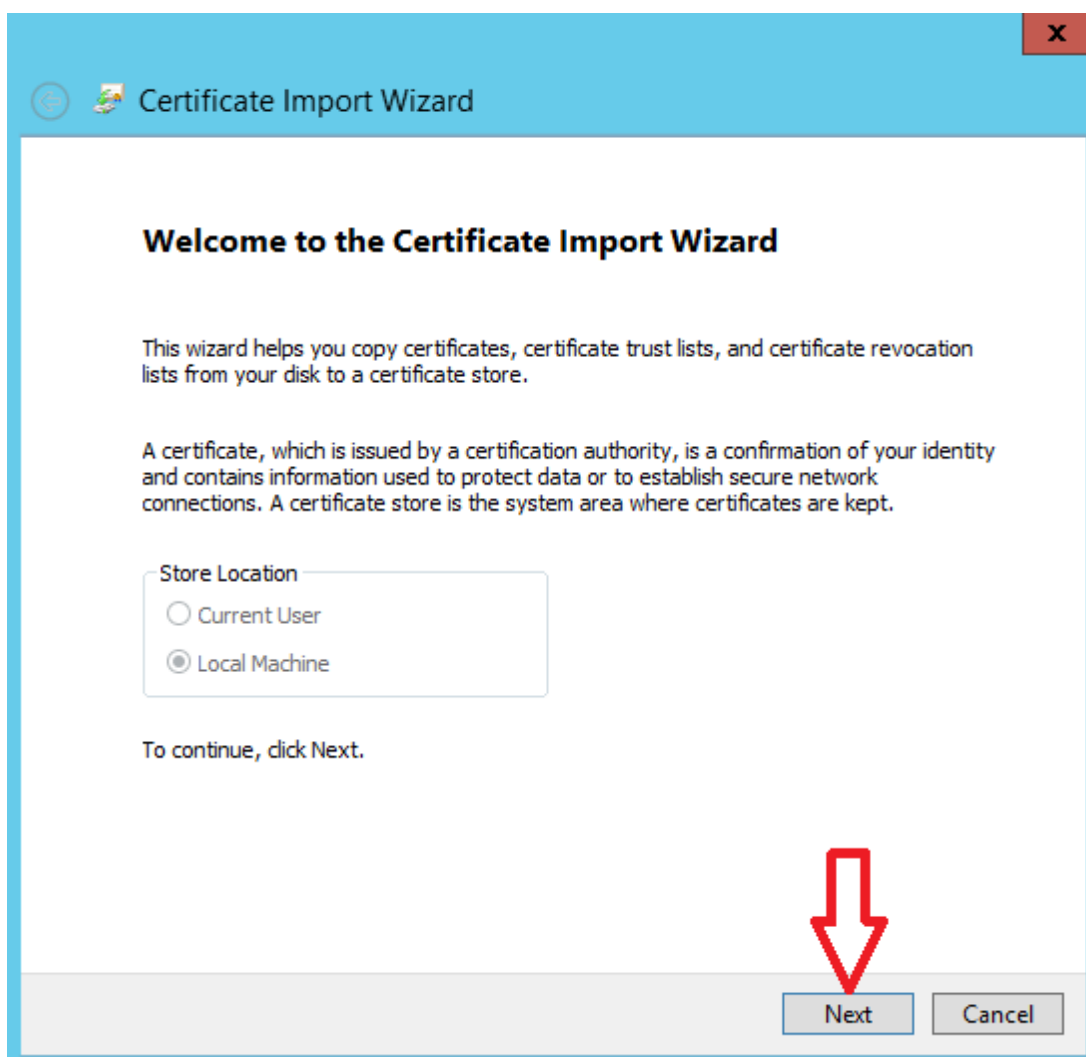 x
Certificate Import Wizard
Welcome to the Certificate Import Wizard
This wizard helps you copy certificates, certificate trust lists, and certificate revocation
lists from your disk to a certificate store.
A certificate, which is issued by a certification authority, is a confirmation of your identity
and contains information used to protect data or to establish secure network
connections. A certificate store is the system area where certificates are kept.
Store Location
Current User
Local Machine
To continue, click Next.
Next Cancel